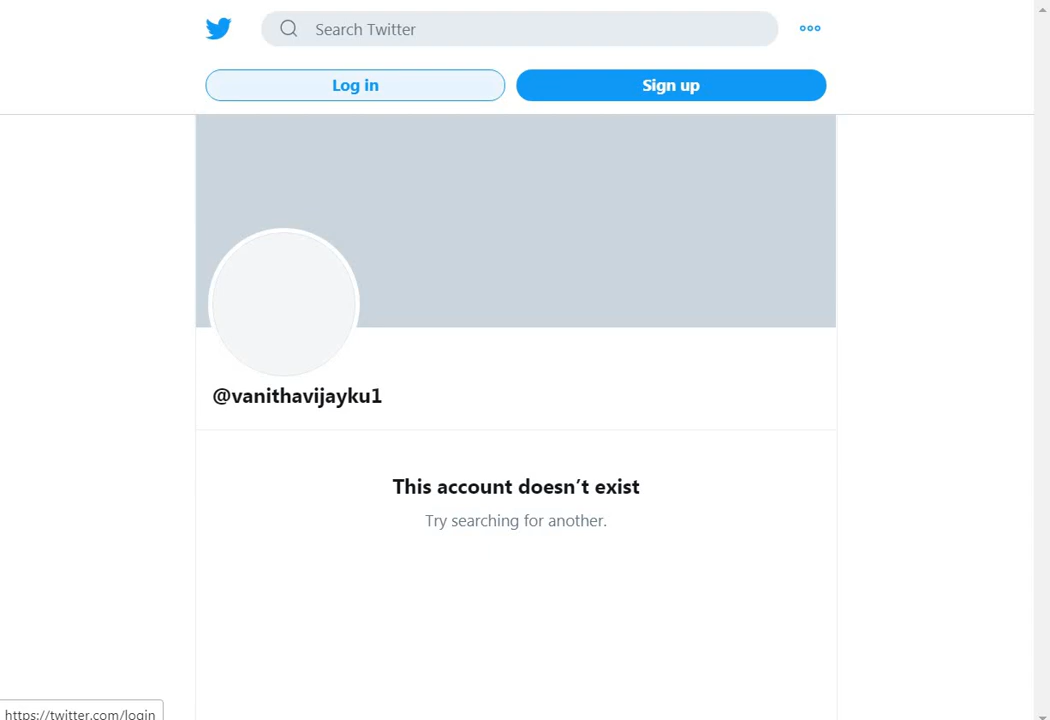 Search Twitter
Log in
Sign up
@vanithavijayku1
This account doesn’t exist
Try searching for another.
https://twitter.com/login